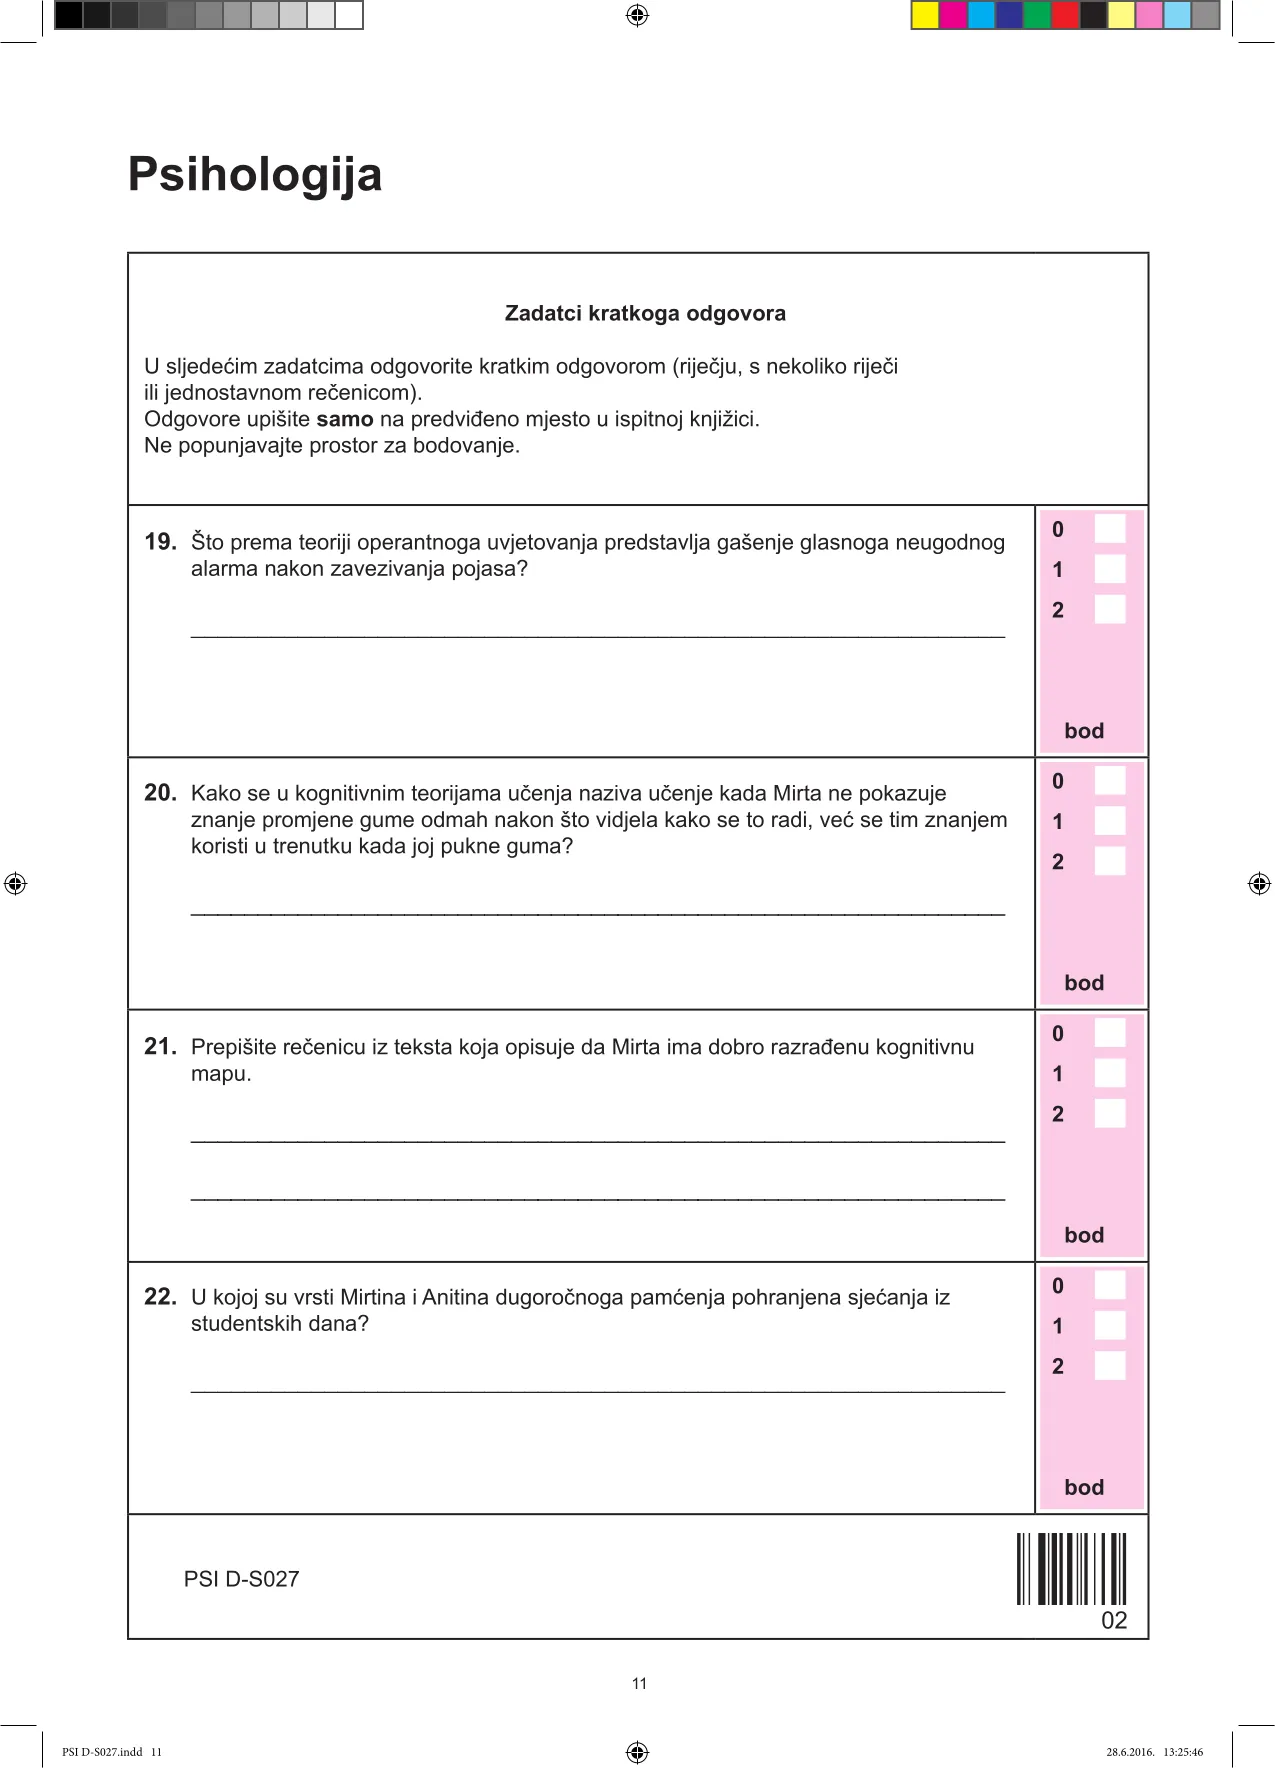 Psihologija
Zadatci kratkoga odgovora
U sljedećim zadatcima odgovorite kratkim odgovorom (riječju, s nekoliko riječi
ili jednostavnom rečenicom).
Odgovore upišite samo na predviđeno mjesto u ispitnoj knjižici.
Ne popunjavajte prostor za bodovanje.
19. Što prema teoriji operantnoga uvjetovanja predstavlja gašenje glasnoga neugodnog
alarma nakon zavezivanja pojasa?
0
1
2
bod
20. Kako se u kognitivnim teorijama učenja naziva učenje kada Mirta ne pokazuje
znanje promjene gume odmah nakon što vidjela kako se to radi, već se tim znanjem
koristi u trenutku kada joj pukne guma?
0
1
2
bod
21. Prepišite rečenicu iz teksta koja opisuje da Mirta ima dobro razrađenu kognitivnu
mapu.
0
1
2
bod
22. U kojoj su vrsti Mirtina i Anitina dugoročnoga pamćenja pohranjena sjećanja iz
studentskih dana?
0
1
2
bod
PSI D-S027
02
11
PSI D-S027.indd 11
28.6.2016. 13:25:46